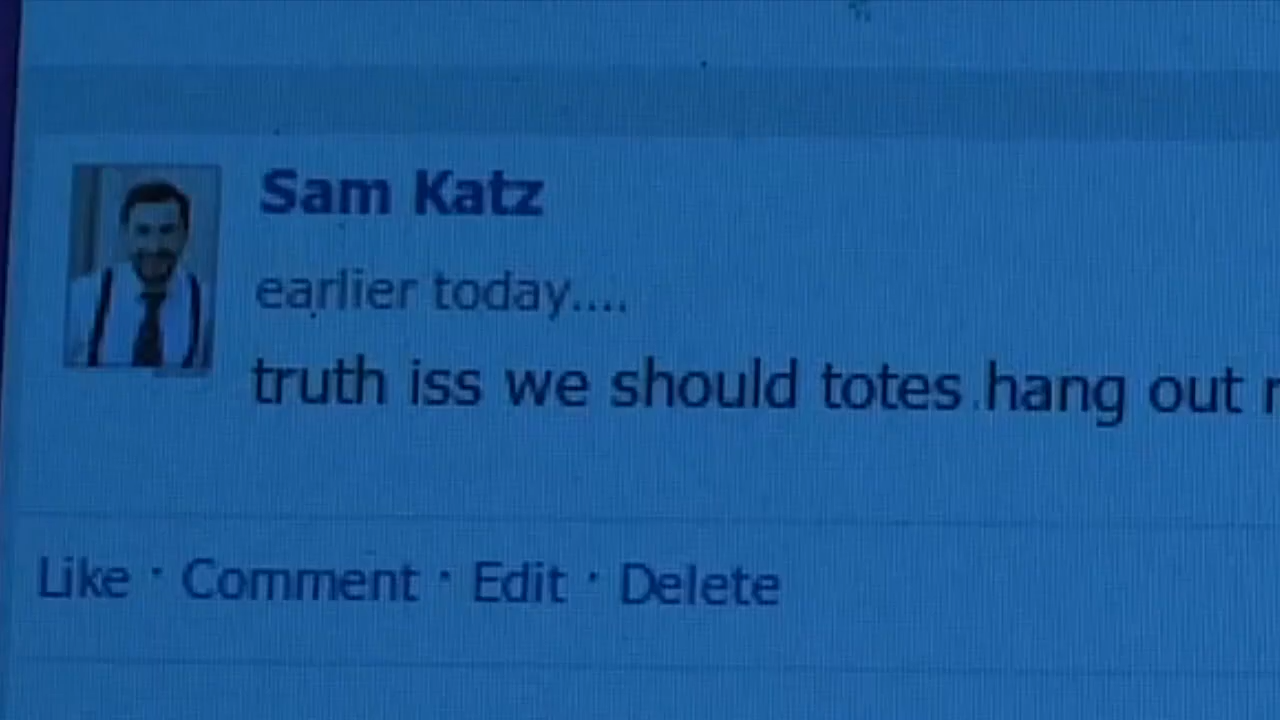 Sam Katz
earlier today....
truth iss we should totes hang out
Like · Comment · Edit · Delete